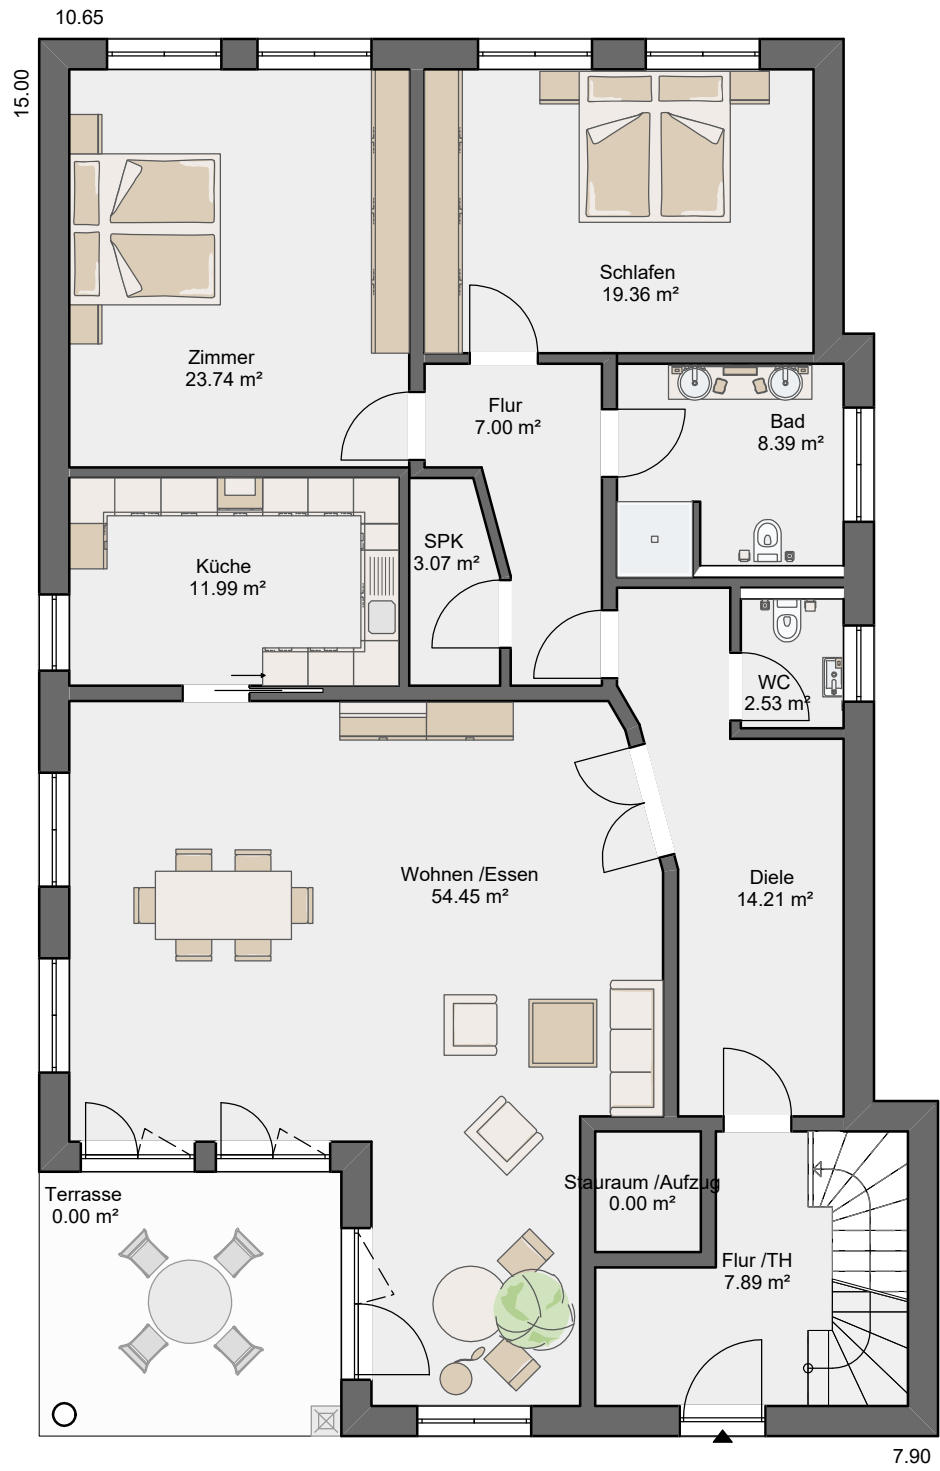 10.65
15.00
Schlafen
19.36 m²
Zimmer
23.74 m²
Flur
7.00 m²
Bad
8.39 m²
SPK
3.07 m²
Küche
11.99 m²
WC
2.53 m²
Wohnen /Essen
54.45 m²
Diele
14.21 m²
Stauraum /Aufzug
0.00 m²
Terrasse
0.00 m²
Flur /TH
7.89 m²
7.90